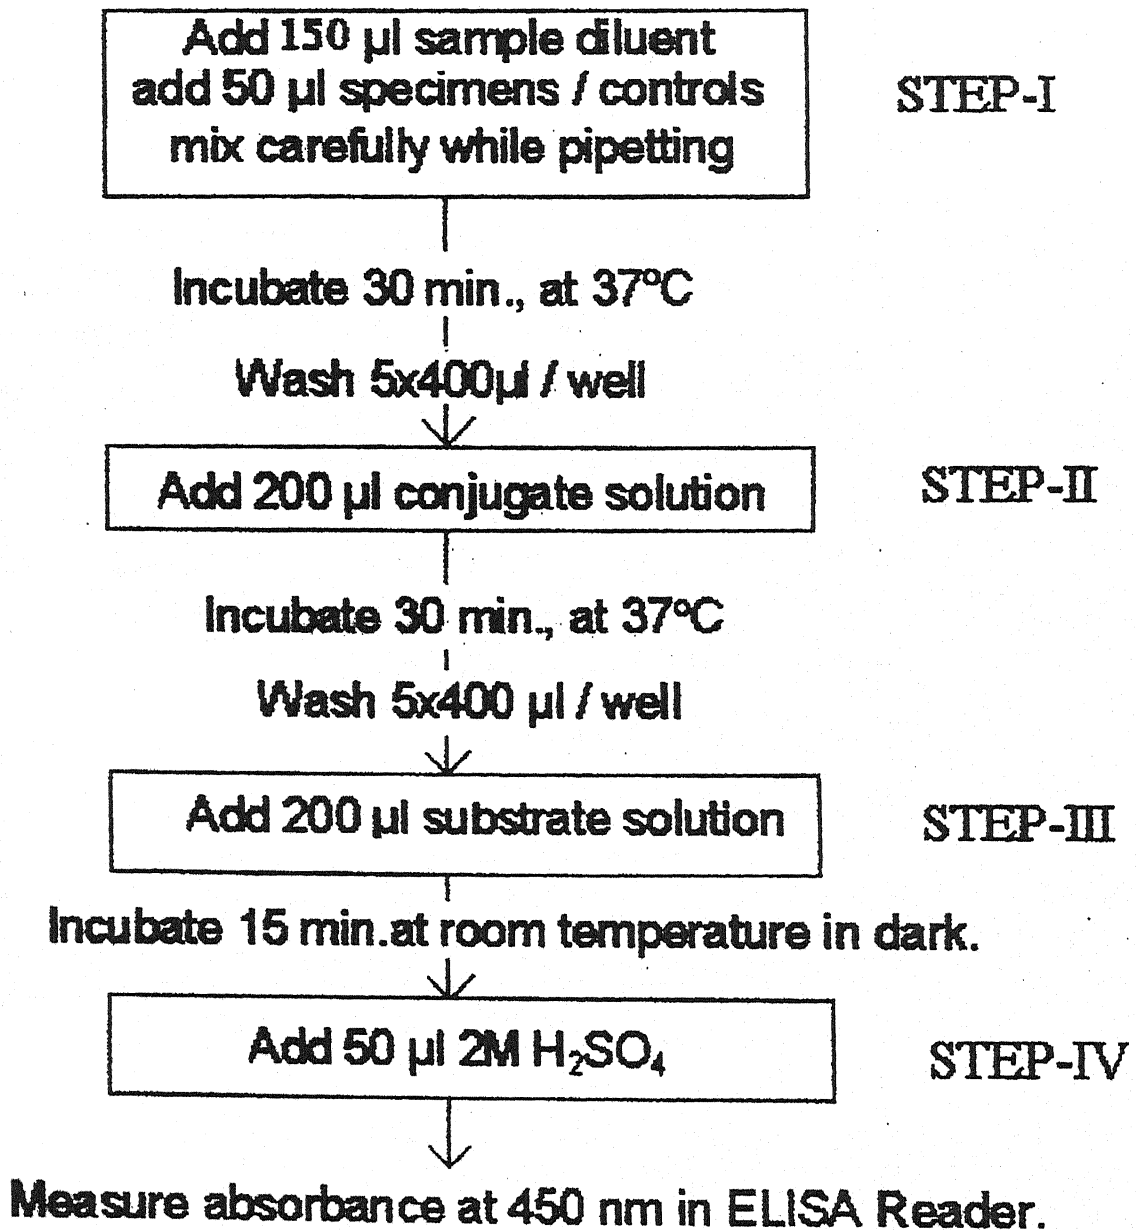 Add 150 µl sample diluent
add 50 µl specimens / controls
mix carefully while pipetting
STEP-I
Incubate 30 min., at 37ºC
Wash 5x400µl / well
Add 200 µl conjugate solution
STEP-II
Incubate 30 min., at 37ºC
Wash 5x400 µl / well
Add 200 µl substrate solution
STEP-III
Incubate 15 min.at room temperature in dark.
Add 50 µl 2M H₂SO₄
STEP-IV
Measure absorbance at 450 nm in ELISA Reader.